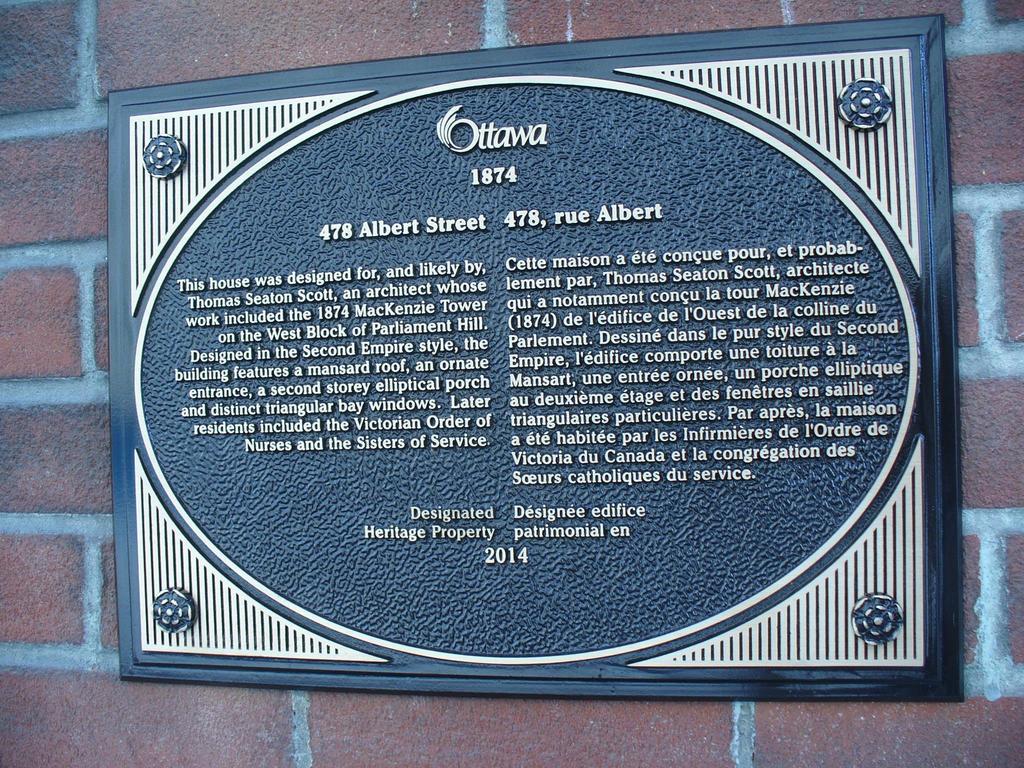 Ottawa
1874
478 Albert Street
This house was designed for, and likely by,
Thomas Seaton Scott, an architect whose
work included the 1874 MacKenzie Tower
on the West Block of Parliament Hill.
Designed in the Second Empire style, the
building features a mansard roof, an ornate
entrance, a second storey elliptical porch
and distinct triangular bay windows. Later
residents included the Victorian Order of
Nurses and the Sisters of Service.
Designated
Heritage Property
478, rue Albert
Cette maison a été conçue pour, et probab-
lement par, Thomas Seaton Scott, architecte
qui a notamment conçu la tour MacKenzie
(1874) de l'édifice de l'Ouest de la colline du
Parlement. Dessiné dans le pur style du Second
Empire, l'édifice comporte une toiture à la
Mansart, une entrée ornée, un porche elliptique
au deuxième étage et des fenêtres en saillie
triangulaires particulières. Par après, la maison
a été habitée par les Infirmières de l'Ordre de
Victoria du Canada et la congrégation des
Sœurs catholiques du service.
Désignée edifice
patrimonial en
2014